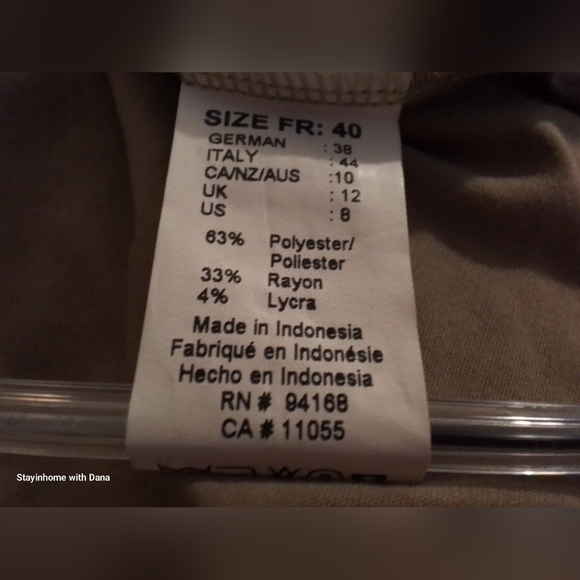 SIZE FR: 40
GERMAN : 38
ITALY : 44
CA/NZ/AUS :10
UK : 12
US : 8
63% Polyester/
Poliester
33% Rayon
4% Lycra
Made in Indonesia
Fabriqué en Indonésie
Hecho en Indonesia
RN # 94168
CA # 11055
Stayinhome with Dana